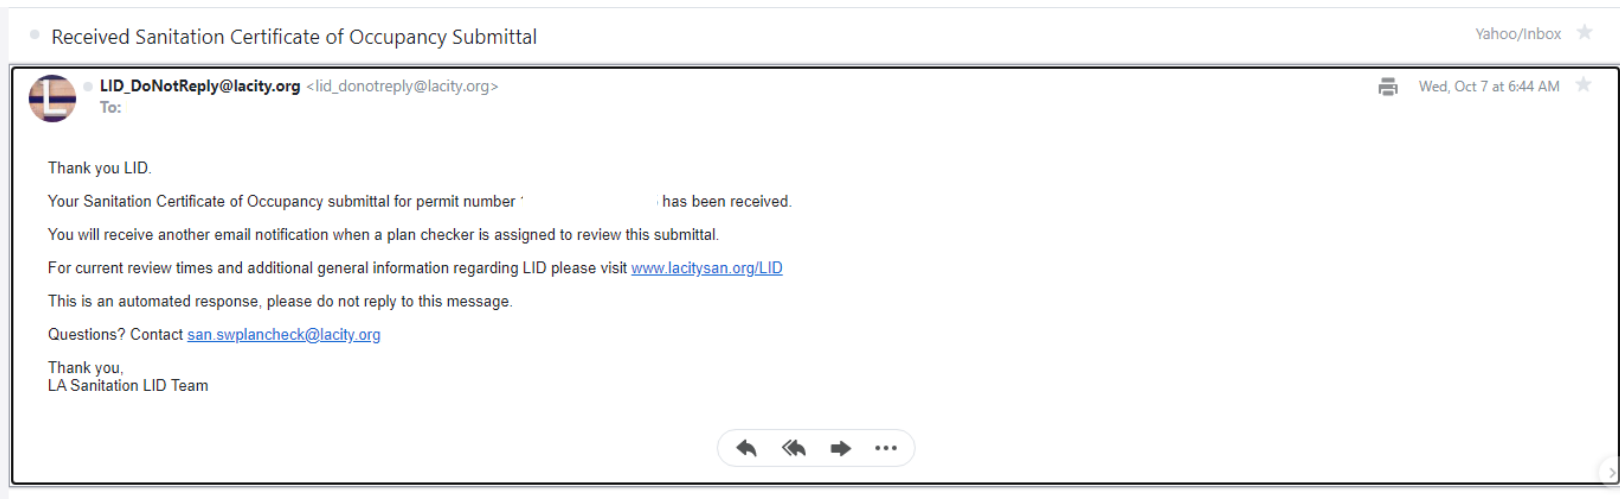 Received Sanitation Certificate of Occupancy Submittal
Yahoo/Inbox
L
LID_DoNotReply@lacity.org <lid_donotreply@lacity.org>
Wed, Oct 7 at 6:44 AM
To:
Thank you LID.
Your Sanitation Certificate of Occupancy submittal for permit number has been received.
You will receive another email notification when a plan checker is assigned to review this submittal.
For current review times and additional general information regarding LID please visit www.lacitysan.org/LID
This is an automated response, please do not reply to this message.
Questions? Contact san.swplancheck@lacity.org
Thank you,
LA Sanitation LID Team